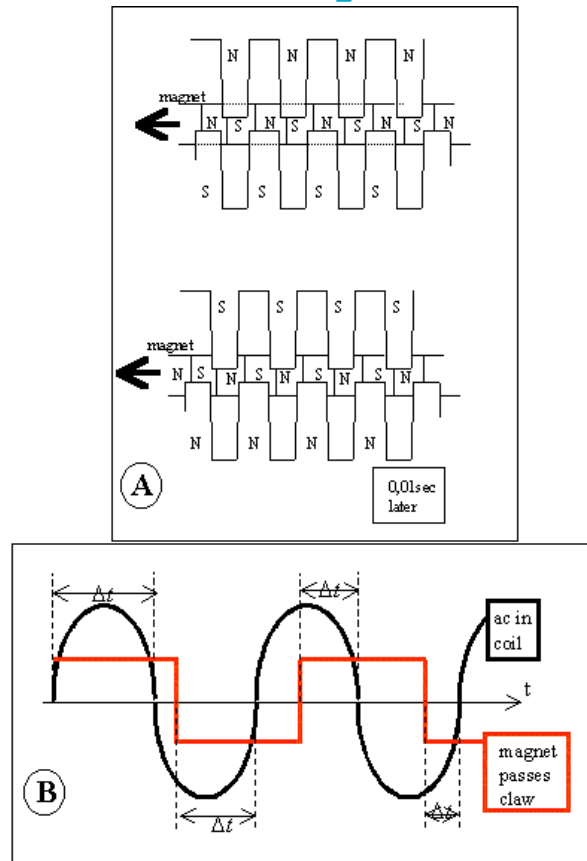 N N N N
magnet
N S N S N S N S N
S S S S
S S S S
magnet
N S N S N S N S N
N N N N
A
0,01sec
later
Δt Δt
ac in
coil
t
magnet
passes
claw
B
Δt Δt